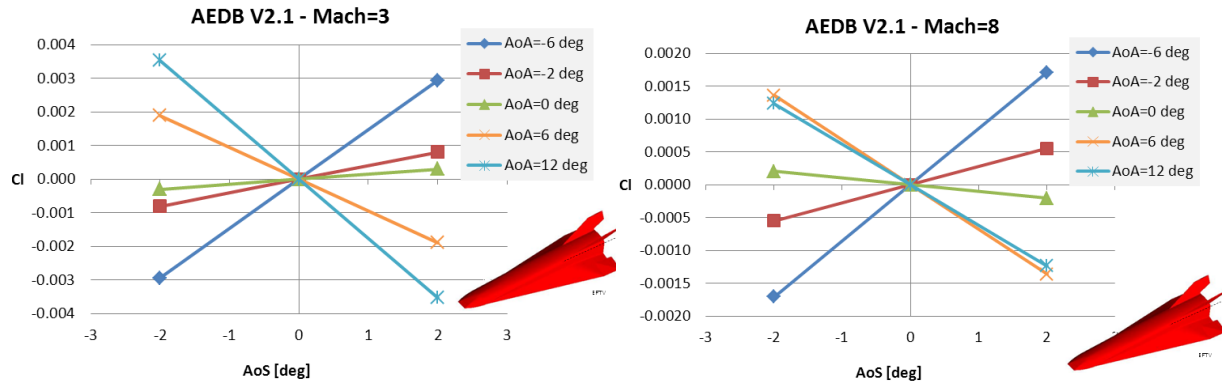 AEDB V2.1 - Mach=3
0.004
0.003
0.002
0.001
0.000
-0.001
-0.002
-0.003
-0.004
Cl
-3
-2
-1
0
1
2
3
AoS [deg]
AoA=-6 deg
AoA=-2 deg
AoA=0 deg
AoA=6 deg
AoA=12 deg
EFTV
AEDB V2.1 - Mach=8
0.0020
0.0015
0.0010
0.0005
0.0000
-0.0005
-0.0010
-0.0015
-0.0020
Cl
-3
-2
-1
0
1
2
3
AoS [deg]
AoA=-6 deg
AoA=-2 deg
AoA=0 deg
AoA=6 deg
AoA=12 deg
EFTV